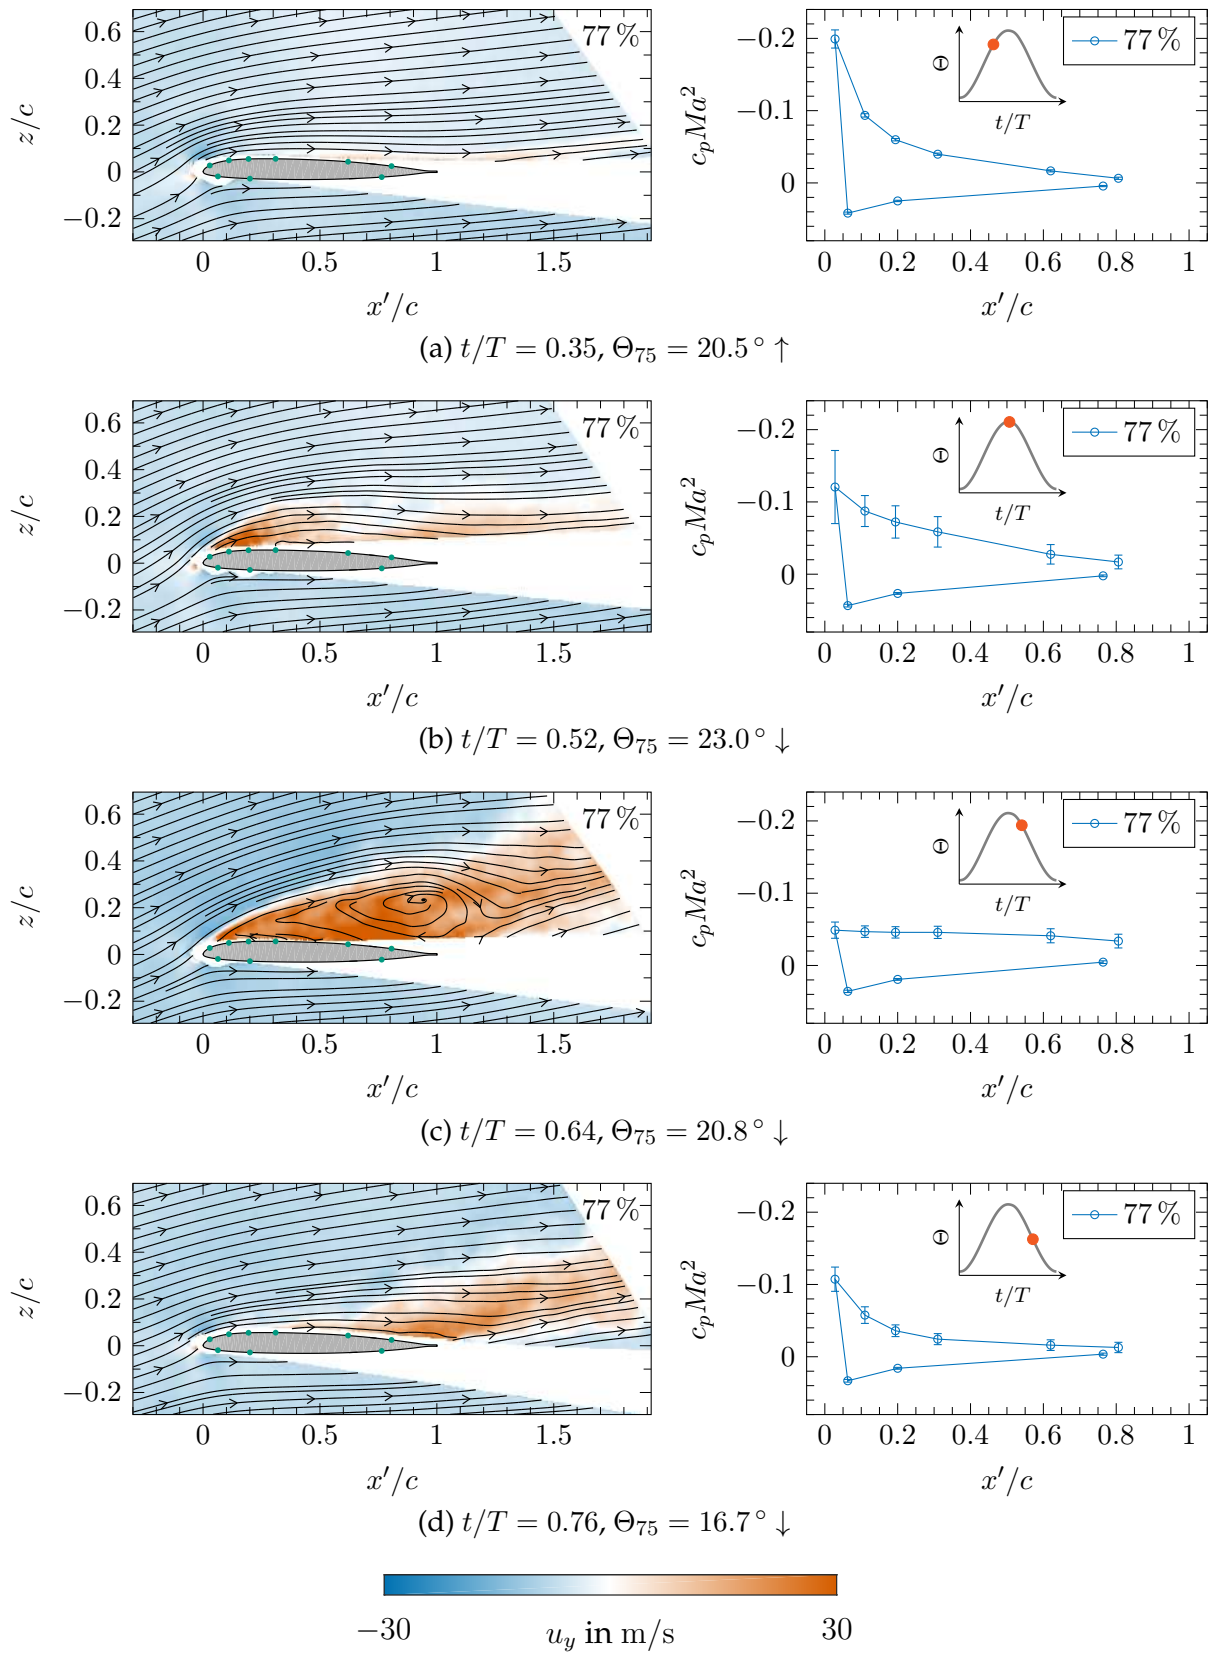 77 %
z/c
0.6
0.4
0.2
0
−0.2
0 0.5 1 1.5
x′/c
c_pMa²
−0.2
−0.1
0
0 0.2 0.4 0.6 0.8 1
x′/c
Θ
t/T
77 %
(a) t/T = 0.35, Θ₇₅ = 20.5° ↑
77 %
z/c
0.6
0.4
0.2
0
−0.2
0 0.5 1 1.5
x′/c
c_pMa²
−0.2
−0.1
0
0 0.2 0.4 0.6 0.8 1
x′/c
Θ
t/T
77 %
(b) t/T = 0.52, Θ₇₅ = 23.0° ↓
77 %
z/c
0.6
0.4
0.2
0
−0.2
0 0.5 1 1.5
x′/c
c_pMa²
−0.2
−0.1
0
0 0.2 0.4 0.6 0.8 1
x′/c
Θ
t/T
77 %
(c) t/T = 0.64, Θ₇₅ = 20.8° ↓
77 %
z/c
0.6
0.4
0.2
0
−0.2
0 0.5 1 1.5
x′/c
c_pMa²
−0.2
−0.1
0
0 0.2 0.4 0.6 0.8 1
x′/c
Θ
t/T
77 %
(d) t/T = 0.76, Θ₇₅ = 16.7° ↓
−30 u_y in m/s 30